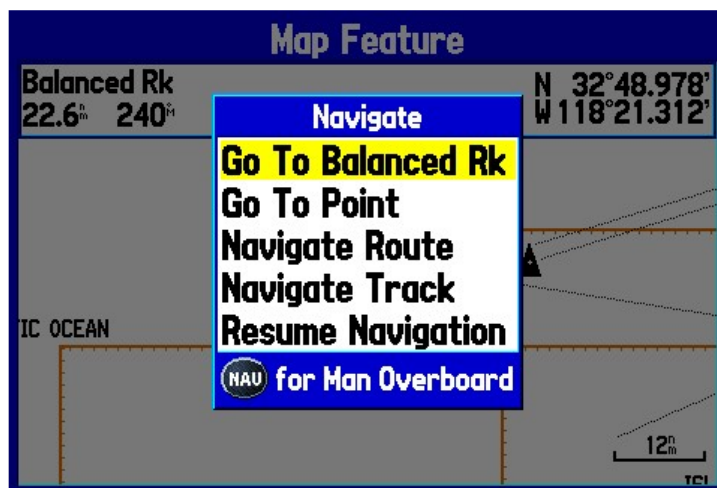 Map Feature
Balanced Rk
22.6nm 240°M
N 32°48.978'
W 118°21.312'
Navigate
Go To Balanced Rk
Go To Point
Navigate Route
Navigate Track
Resume Navigation
NAV for Man Overboard
IC OCEAN
12nm